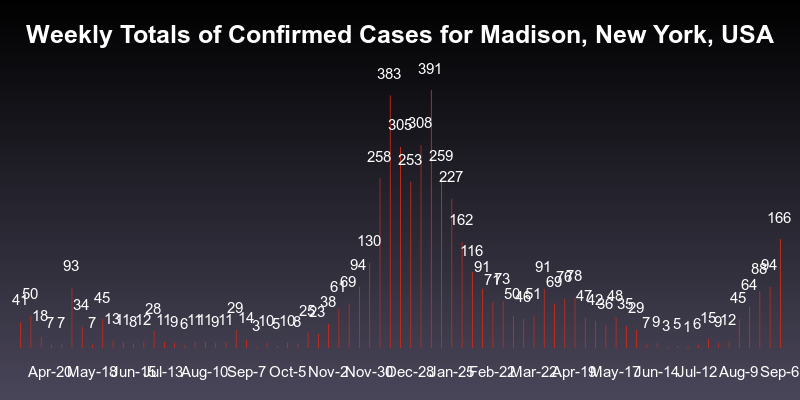 Weekly Totals of Confirmed Cases for Madison, New York, USA
41 50 18 7 7 93 34 7 45 13 11 8 12 28 11 9 6 11 11 9 11 29 14 3 10 5 10 8 25 23 38 61 69 94 130 258 383 305 253 308 391 259 227 162 116 91 71 73 50 46 51 91 69 76 78 47 42 36 48 35 29 7 9 3 5 1 6 15 9 12 45 64 88 94 166
Apr-20 May-18 Jun-15 Jul-13 Aug-10 Sep-7 Oct-5 Nov-2 Nov-30 Dec-28 Jan-25 Feb-22 Mar-22 Apr-19 May-17 Jun-14 Jul-12 Aug-9 Sep-6